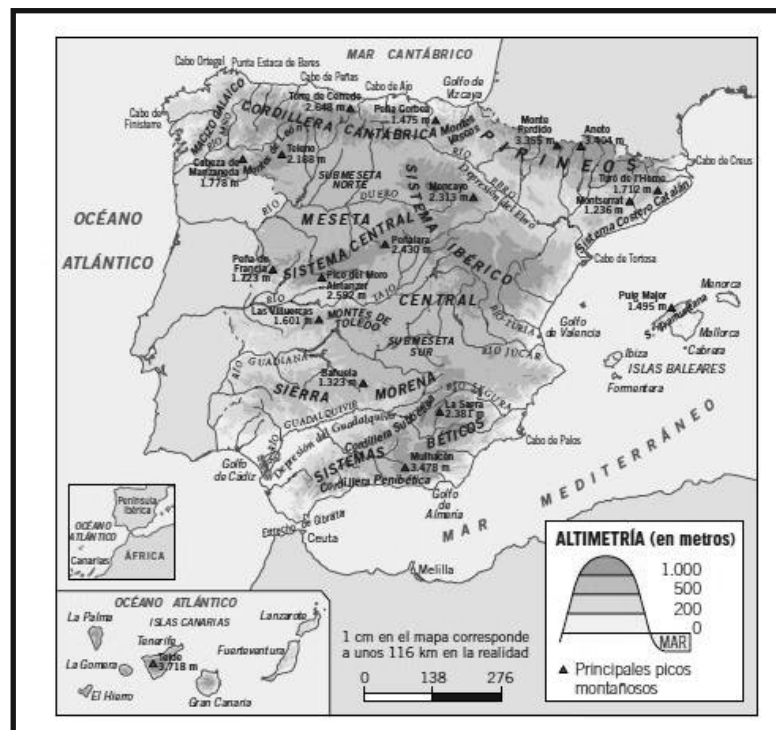 MAR CANTÁBRICO
Cabo Ortegal
Punta Estaca de Bares
Cabo de Peñas
Cabo de Ajo
Golfo de
Vizcaya
Cabo de
Finisterre
MACIZO GALAICO
RÍO MIÑO
Torre de Cerredo
2.648 m
CORDILLERA CANTÁBRICA
Peña Gorbea
1.475 m
Montes
Vascos
Monte
Perdido
3.355 m
Aneto
3.404 m
PIRINEOS
Cabo de Creus
Cabeza de
Manzaneda
1.778 m
Montes de León
Teleno
2.188 m
SUBMESETA
NORTE
RÍO
DUERO
SISTEMA IBÉRICO
Moncayo
2.313 m
RÍO
EBRO
Depresión del Ebro
Turó de l'Home
1.712 m
Montserrat
1.236 m
Sistema Costero Catalán
OCÉANO
ATLÁNTICO
MESETA
CENTRAL
SISTEMA CENTRAL
Peñalara
2.430 m
Peña de
Francia
1.723 m
Pico del Moro
Almanzor
2.592 m
RÍO
TAJO
Cabo de Tortosa
Las Villuercas
1.601 m
MONTES DE
TOLEDO
SUBMESETA
SUR
RÍO TURIA
RÍO JÚCAR
Golfo
de Valencia
Puig Major
1.495 m
S. Tramuntana
Menorca
Mallorca
Cabrera
Ibiza
ISLAS BALEARES
Formentera
RÍO
GUADIANA
Bañuela
1.323 m
SIERRA MORENA
RÍO
GUADALQUIVIR
Depresión del Guadalquivir
RÍO SEGURA
La Sagra
2.381 m
Cordillera Subbética
SISTEMAS BÉTICOS
Mulhacén
3.478 m
Cordillera Penibética
Cabo de Palos
Golfo
de Cádiz
Golfo
de
Almería
MAR MEDITERRÁNEO
Estrecho de Gibraltar
Ceuta
Melilla
Península
Ibérica
OCÉANO
ATLÁNTICO
Canarias
ÁFRICA
OCÉANO ATLÁNTICO
ISLAS CANARIAS
La Palma
La Gomera
El Hierro
Tenerife
Teide
3,718 m
Gran Canaria
Lanzarote
Fuerteventura
1 cm en el mapa corresponde
a unos 116 km en la realidad
0 138 276
ALTIMETRÍA (en metros)
1.000
500
200
0
MAR
Principales picos
montañosos